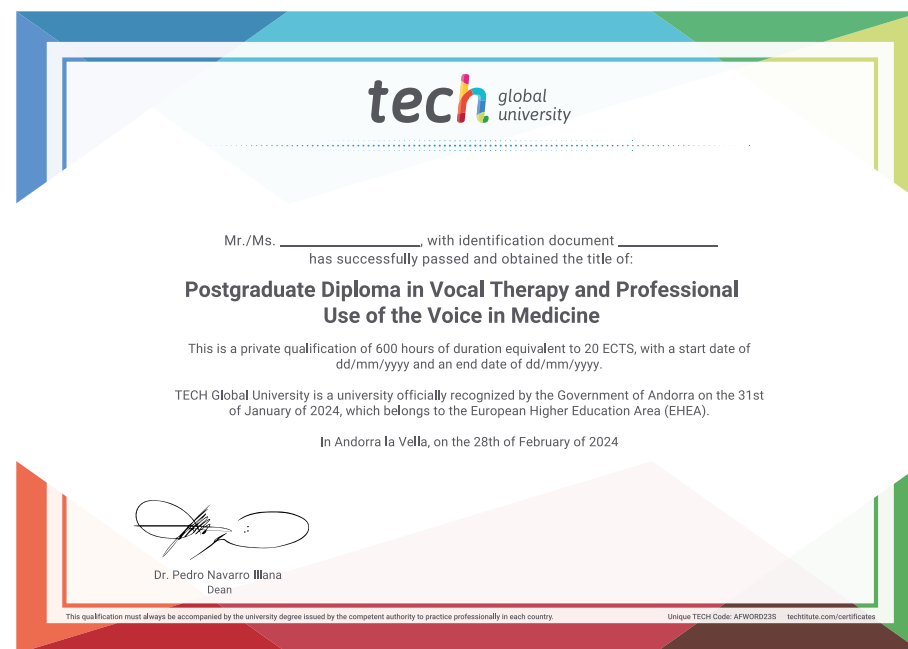 tech global university
Mr./Ms. ____________________, with identification document ______________
has successfully passed and obtained the title of:
Postgraduate Diploma in Vocal Therapy and Professional
Use of the Voice in Medicine
This is a private qualification of 600 hours of duration equivalent to 20 ECTS, with a start date of
dd/mm/yyyy and an end date of dd/mm/yyyy.
TECH Global University is a university officially recognized by the Government of Andorra on the 31st
of January of 2024, which belongs to the European Higher Education Area (EHEA).
In Andorra la Vella, on the 28th of February of 2024
Dr. Pedro Navarro Illana
Dean
This qualification must always be accompanied by the university degree issued by the competent authority to practice professionally in each country.
Unique TECH Code: AFWORD23S techtitute.com/certificates